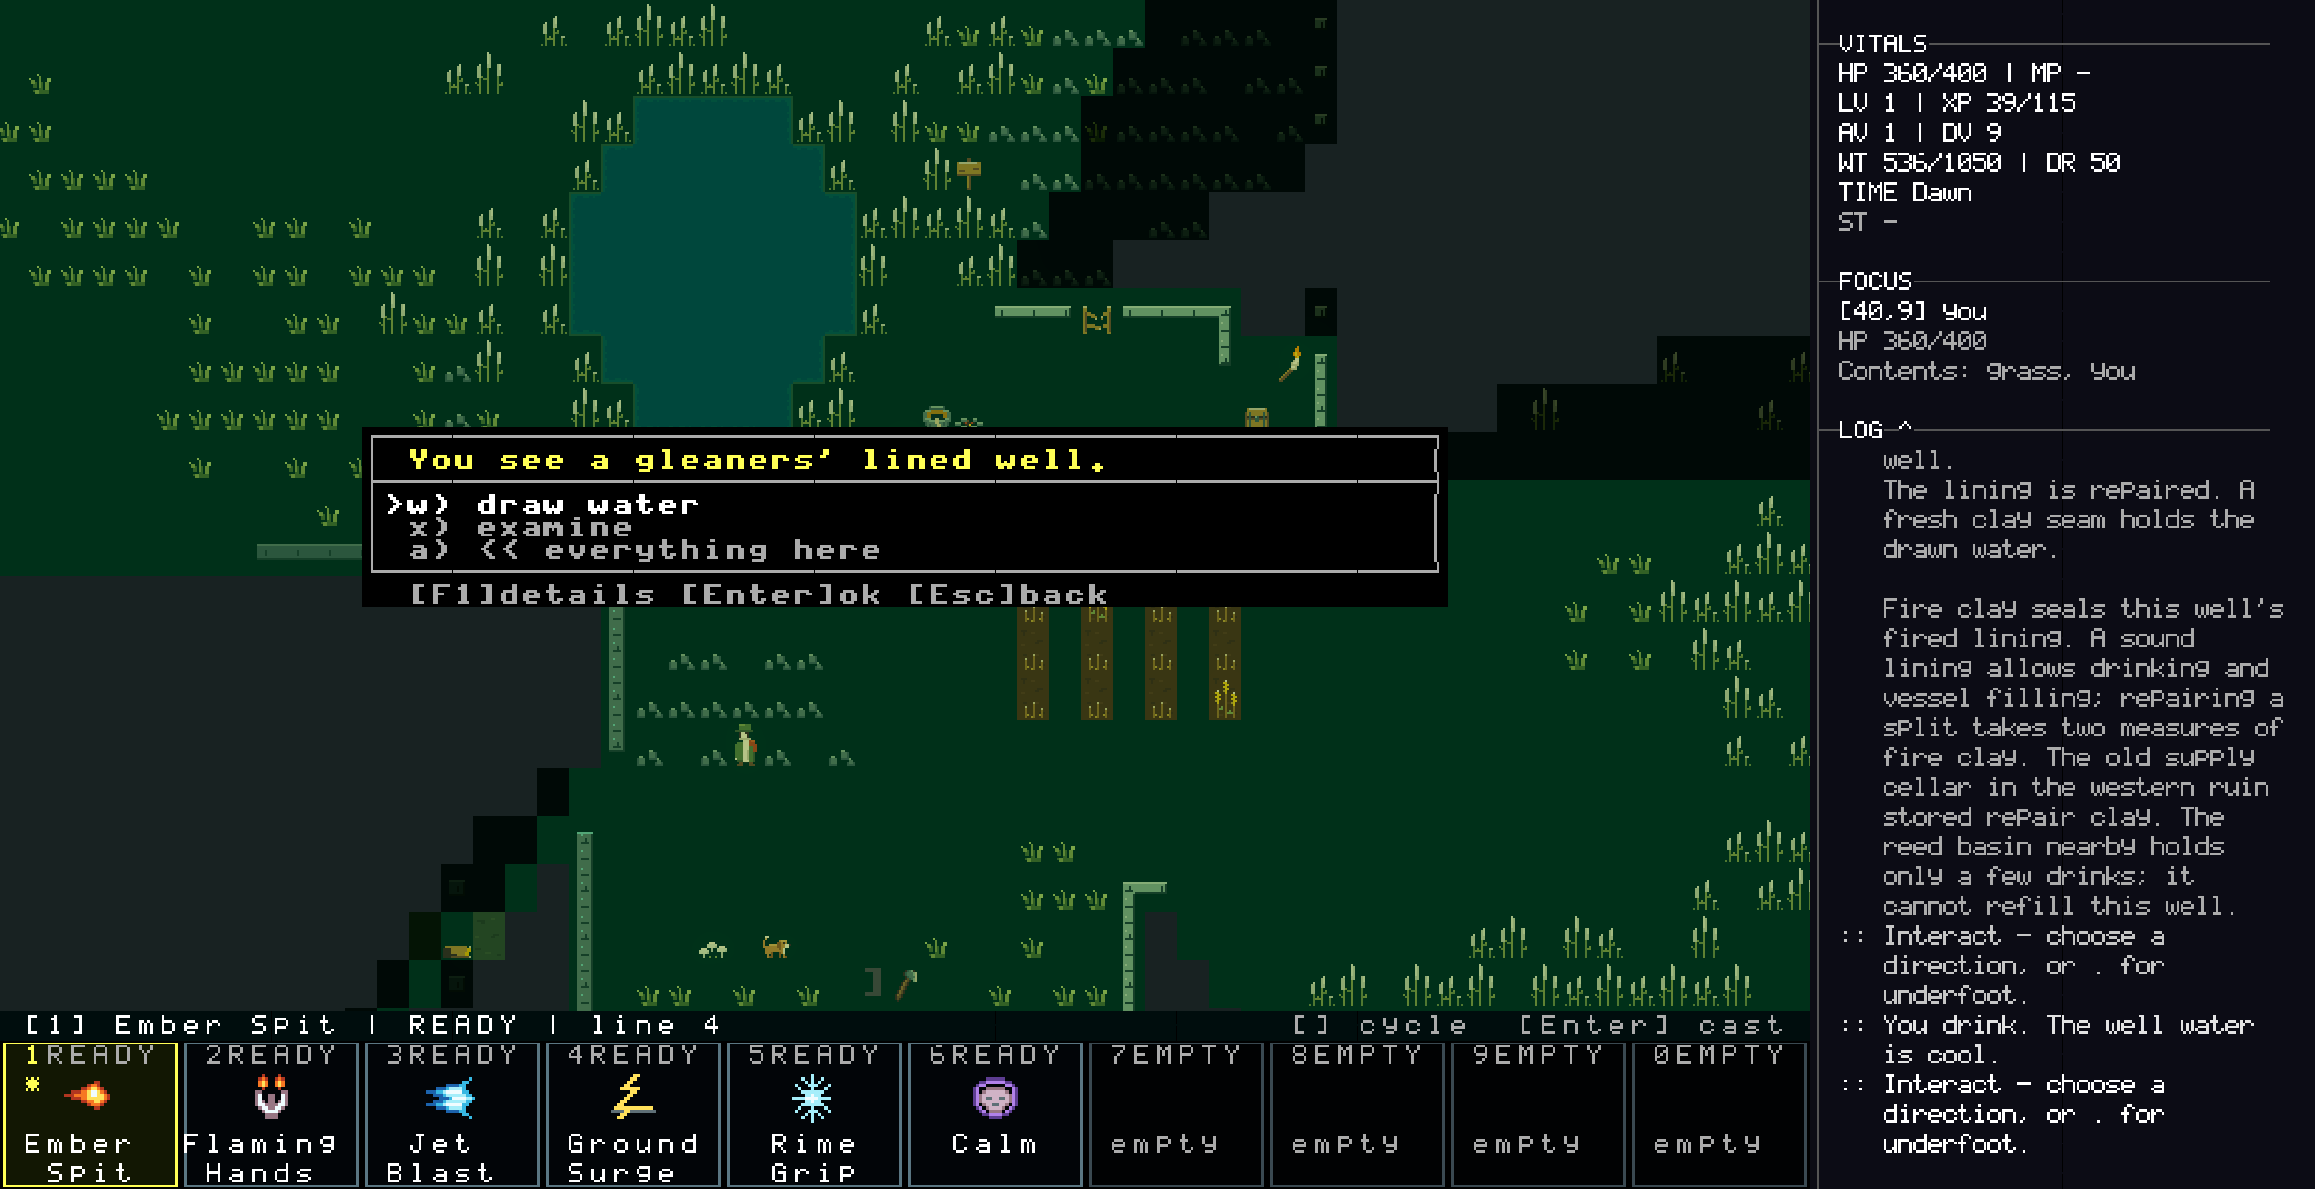 VITALS
HP 360/400 | MP -
LV 1 | XP 39/115
AV 1 | DV 9
WT 536/1050 | DR 50
TIME Dawn
ST -
FOCUS
[40,9] You
HP 360/400
Contents: grass, You
LOG ^
well.
The lining is repaired. A
fresh clay seam holds the
drawn water.
Fire clay seals this well's
fired lining. A sound
lining allows drinking and
vessel filling; repairing a
split takes two measures of
fire clay. The old supply
cellar in the western ruin
stored repair clay. The
reed basin nearby holds
only a few drinks; it
cannot refill this well.
:: Interact - choose a
direction, or . for
underfoot.
:: You drink. The well water
is cool.
:: Interact - choose a
direction, or . for
underfoot.
You see a gleaners' lined well.
>w) draw water
x) examine
a) << everything here
[F1]details [Enter]ok [Esc]back
[1] Ember Spit | READY | line 4
[] cycle [Enter] cast
1READY 2READY 3READY 4READY 5READY 6READY 7EMPTY 8EMPTY 9EMPTY 0EMPTY
Ember Spit
Flaming Hands
Jet Blast
Ground Surge
Rime Grip
Calm
empty
empty
empty
empty